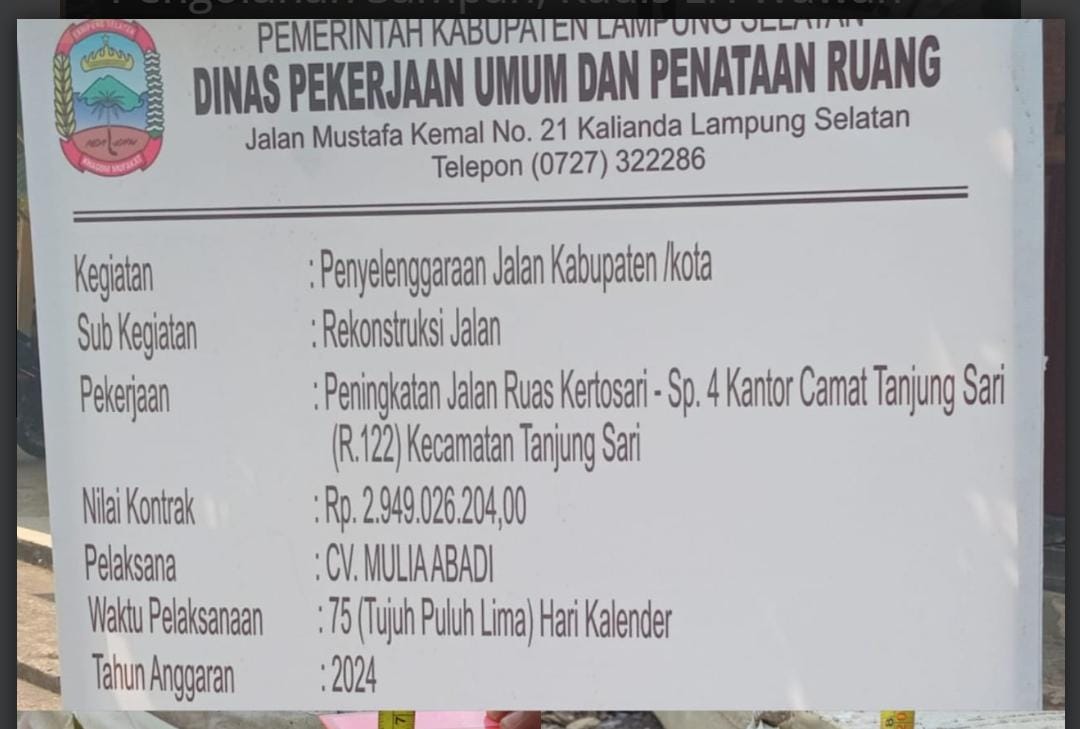 PEMERINTAH KABUPATEN LAMPUNG SELATAN
DINAS PEKERJAAN UMUM DAN PENATAAN RUANG
Jalan Mustafa Kemal No. 21 Kalianda Lampung Selatan
Telepon (0727) 322286
LAMPUNG SELATAN
Kegiatan : Penyelenggaraan Jalan Kabupaten /kota
Sub Kegiatan : Rekonstruksi Jalan
Pekerjaan : Peningkatan Jalan Ruas Kertosari - Sp. 4 Kantor Camat Tanjung Sari
(R.122) Kecamatan Tanjung Sari
Nilai Kontrak : Rp. 2.949.026.204,00
Pelaksana : CV. MULIA ABADI
Waktu Pelaksanaan : 75 (Tujuh Puluh Lima) Hari Kalender
Tahun Anggaran : 2024
7